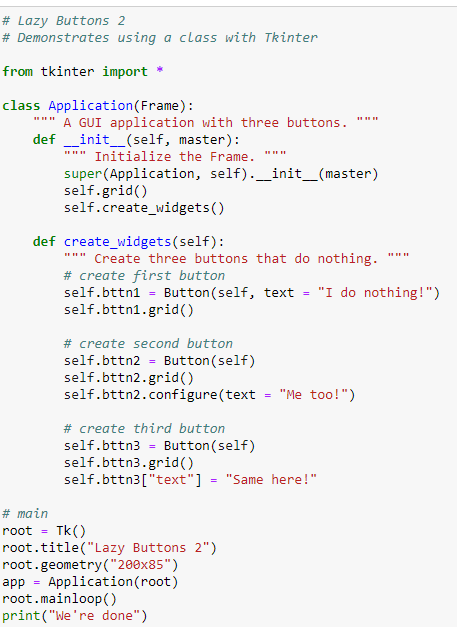 # Lazy Buttons 2
# Demonstrates using a class with Tkinter
from tkinter import *
class Application(Frame):
""" A GUI application with three buttons. """
def __init__(self, master):
""" Initialize the Frame. """
super(Application, self).__init__(master)
self.grid()
self.create_widgets()
def create_widgets(self):
""" Create three buttons that do nothing. """
# create first button
self.bttn1 = Button(self, text = "I do nothing!")
self.bttn1.grid()
# create second button
self.bttn2 = Button(self)
self.bttn2.grid()
self.bttn2.configure(text = "Me too!")
# create third button
self.bttn3 = Button(self)
self.bttn3.grid()
self.bttn3["text"] = "Same here!"
# main
root = Tk()
root.title("Lazy Buttons 2")
root.geometry("200x85")
app = Application(root)
root.mainloop()
print("We're done")